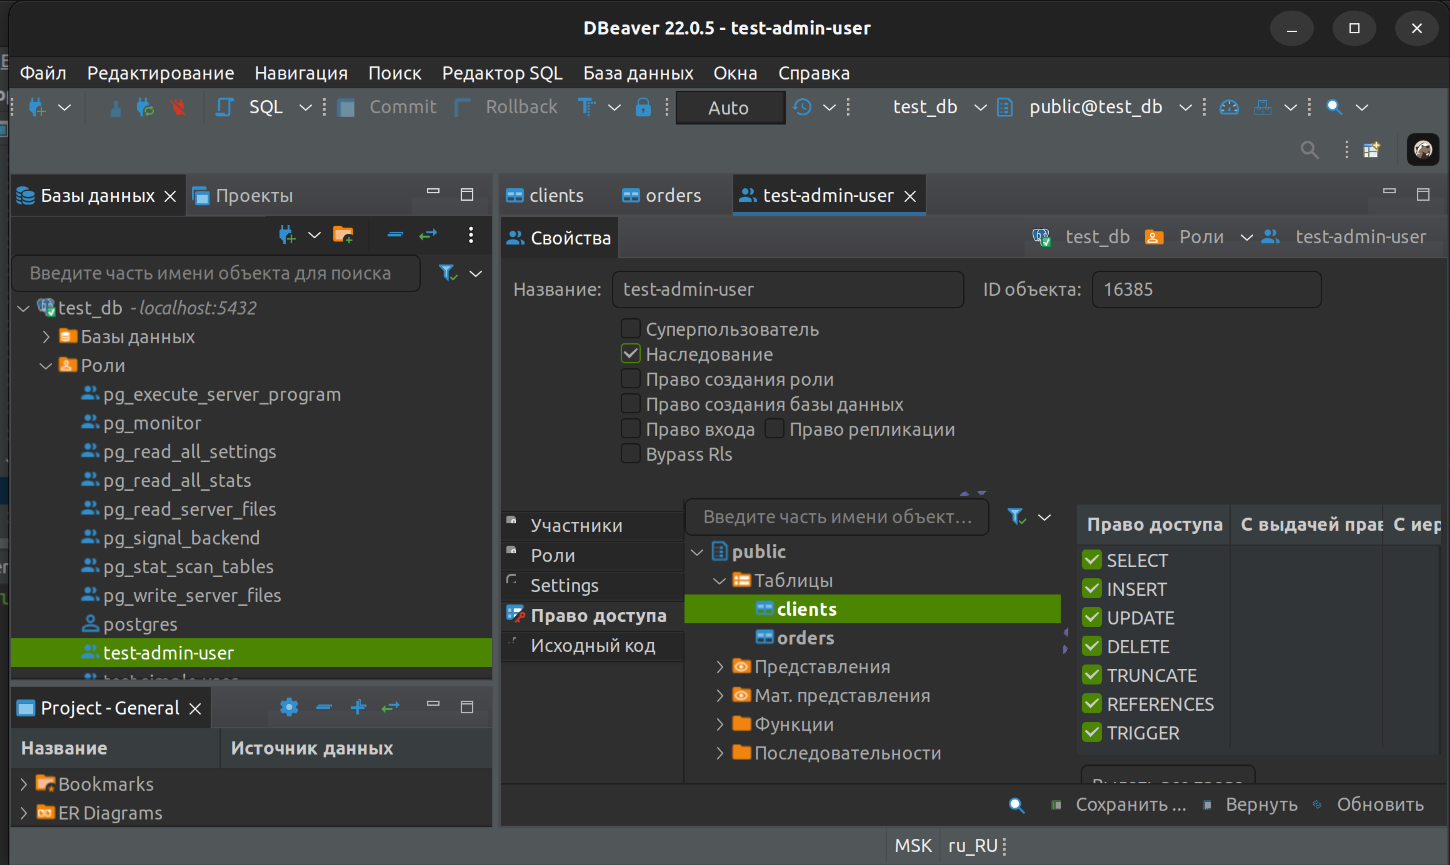 DBeaver 22.0.5 - test-admin-user
Файл Редактирование Навигация Поиск Редактор SQL База данных Окна Справка
SQL Commit Rollback Auto test_db public@test_db
Базы данных Проекты
Введите часть имени объекта для поиска
test_db - localhost:5432
Базы данных
Роли
pg_execute_server_program
pg_monitor
pg_read_all_settings
pg_read_all_stats
pg_read_server_files
pg_signal_backend
pg_stat_scan_tables
pg_write_server_files
postgres
test-admin-user
Project - General
Название Источник данных
Bookmarks
ER Diagrams
clients orders test-admin-user
Свойства test_db Роли test-admin-user
Название: test-admin-user ID объекта: 16385
Суперпользователь
Наследование
Право создания роли
Право создания базы данных
Право входа Право репликации
Bypass Rls
Участники
Роли
Settings
Право доступа
Исходный код
Введите часть имени объект...
public
Таблицы
clients
orders
Представления
Мат. представления
Функции
Последовательности
Право доступа С выдачей прав С иер
SELECT
INSERT
UPDATE
DELETE
TRUNCATE
REFERENCES
TRIGGER
Сохранить ... Вернуть Обновить
MSK ru_RU